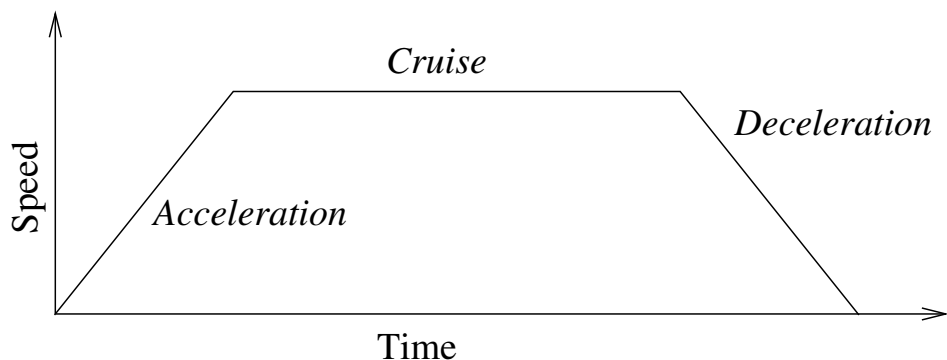 Cruise
Deceleration
Speed
Acceleration
Time